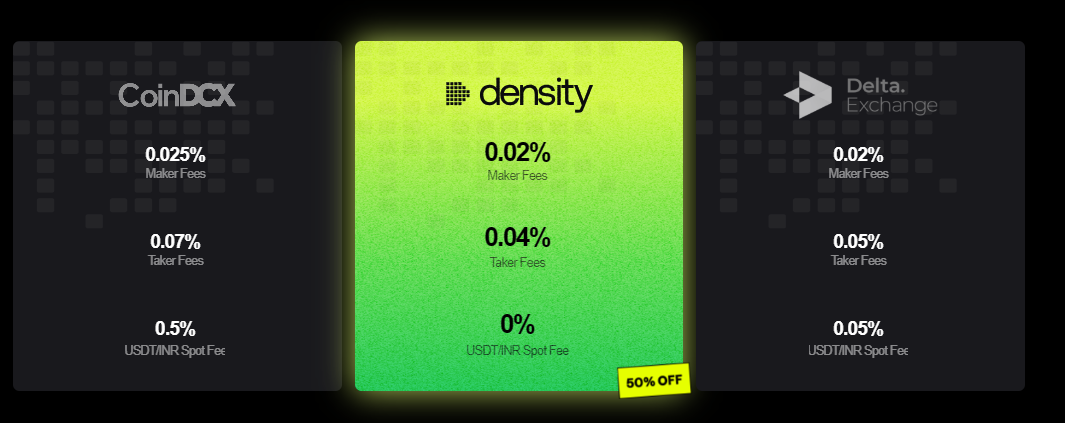 CoinDCX
0.025%
Maker Fees
0.07%
Taker Fees
0.5%
USDT/INR Spot Fee
density
0.02%
Maker Fees
0.04%
Taker Fees
0%
USDT/INR Spot Fee
50% OFF
Delta.
Exchange
0.02%
Maker Fees
0.05%
Taker Fees
0.05%
USDT/INR Spot Fee